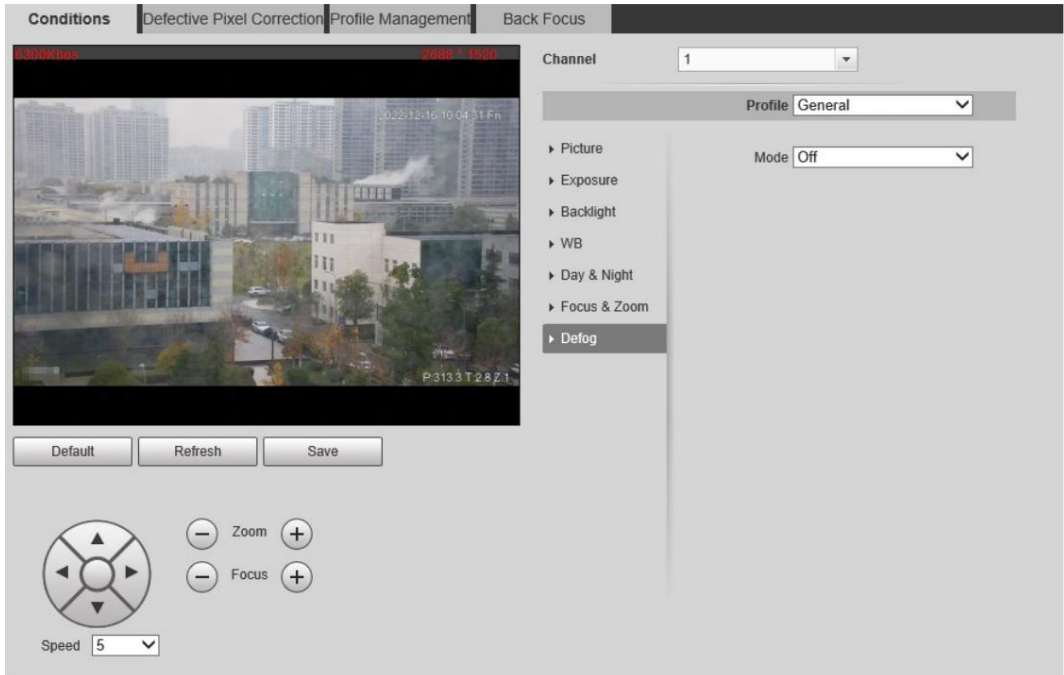 Conditions Defective Pixel Correction Profile Management Back Focus
6300Kbps 2688 * 1520
2022-12-16 10 04 31 Fri
P 313 3 T 2 8 Z 1
Channel 1
Profile General
Picture
Mode Off
Exposure
Backlight
WB
Day & Night
Focus & Zoom
Defog
Default Refresh Save
Zoom
Focus
Speed 5